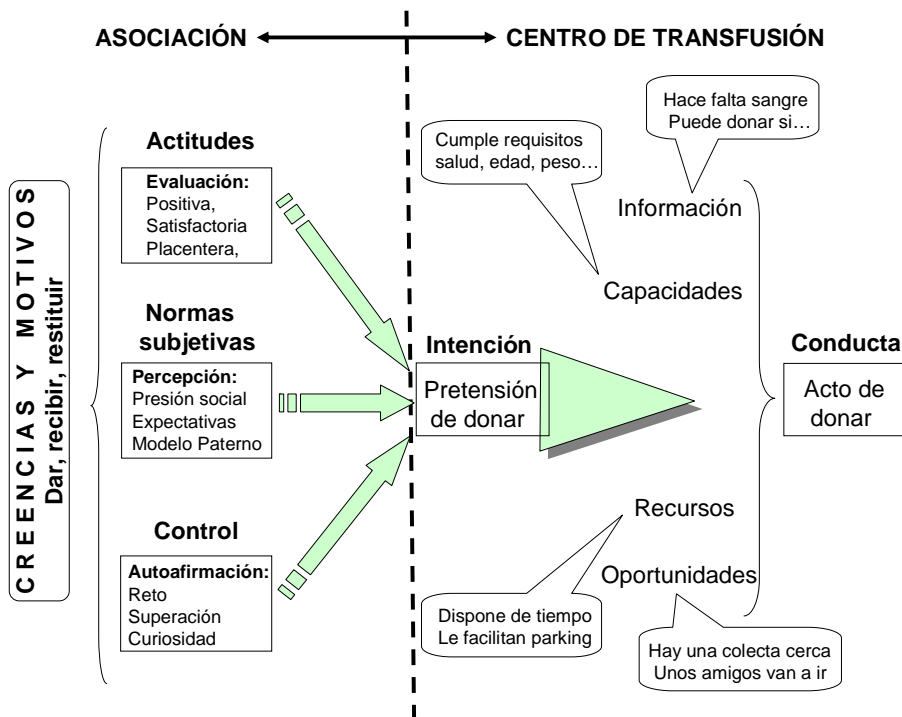 ASOCIACIÓN
CENTRO DE TRANSFUSIÓN
CREENCIAS Y MOTIVOS
Dar, recibir, restituir
Actitudes
Evaluación:
Positiva,
Satisfactoria
Placentera,
Normas
subjetivas
Percepción:
Presión social
Expectativas
Modelo Paterno
Control
Autoafirmación:
Reto
Superación
Curiosidad
Intención
Pretensión
de donar
Hace falta sangre
Puede donar si…
Cumple requisitos
salud, edad, peso…
Información
Capacidades
Recursos
Oportunidades
Dispone de tiempo
Le facilitan parking
Hay una colecta cerca
Unos amigos van a ir
Conducta
Acto de
donar